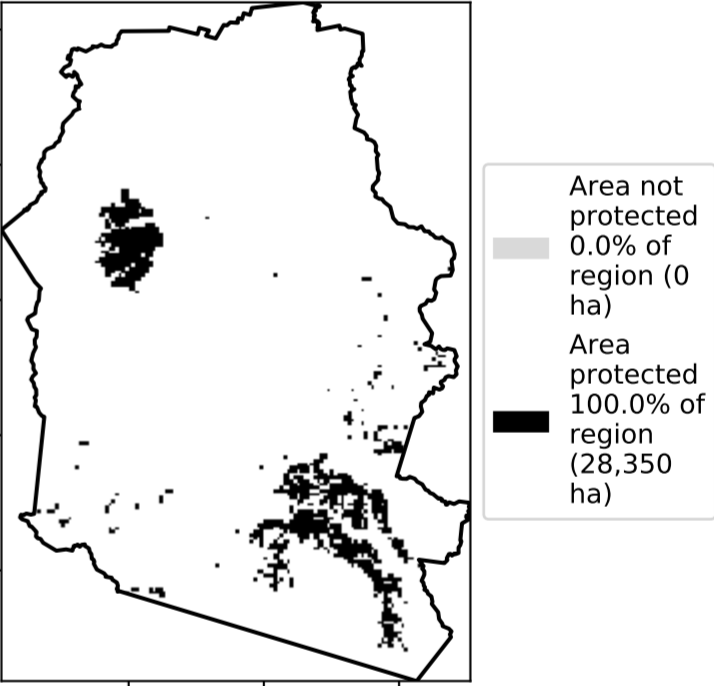 Area not
protected
0.0% of
region (0
ha)
Area
protected
100.0% of
region
(28,350
ha)